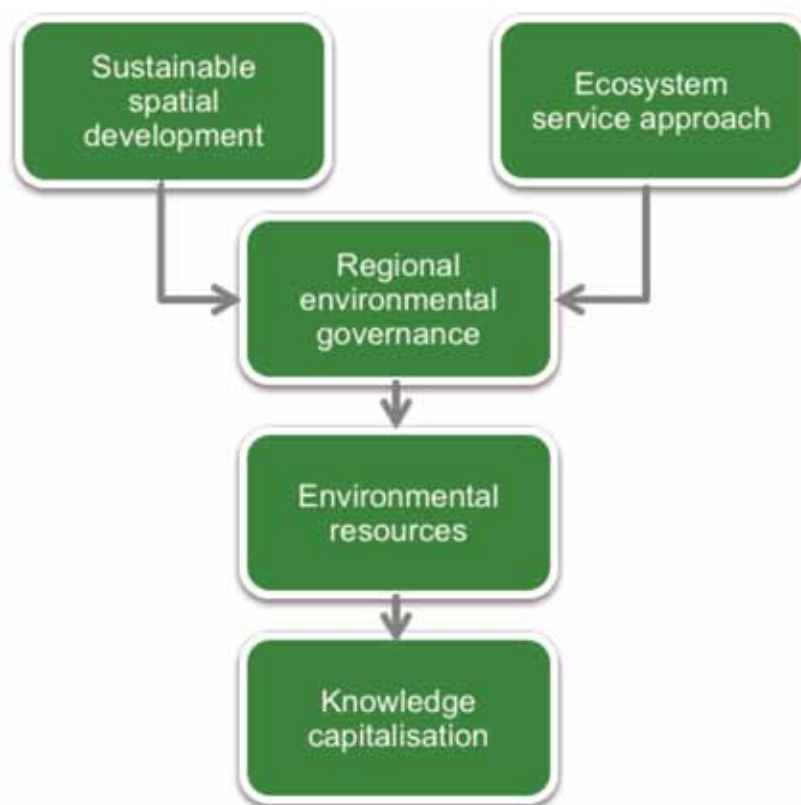 Sustainable
spatial
development
Ecosystem
service approach
Regional
environmental
governance
Environmental
resources
Knowledge
capitalisation